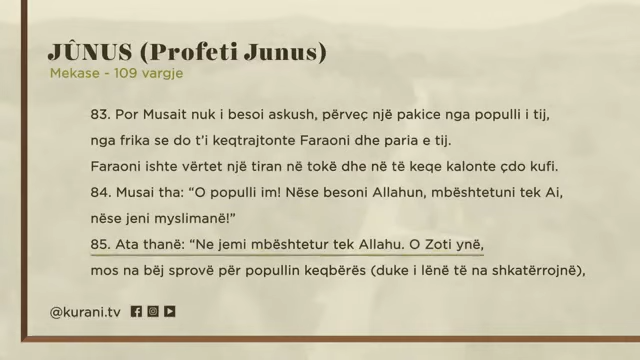 JÛNUS (Profeti Junus)
Mekase - 109 vargje
83. Por Musait nuk i besoi askush, përveç një pakice nga populli i tij,
nga frika se do t'i keqtrajtonte Faraoni dhe paria e tij.
Faraoni ishte vërtet një tiran në tokë dhe në të keqe kalonte çdo kufi.
84. Musai tha: “O populli im! Nëse besoni Allahun, mbështetuni tek Ai,
nëse jeni myslimanë!”
85. Ata thanë: “Ne jemi mbështetur tek Allahu. O Zoti ynë,
mos na bëj sprovë për popullin keqbërës (duke i lënë të na shkatërrojnë),
@kurani.tv